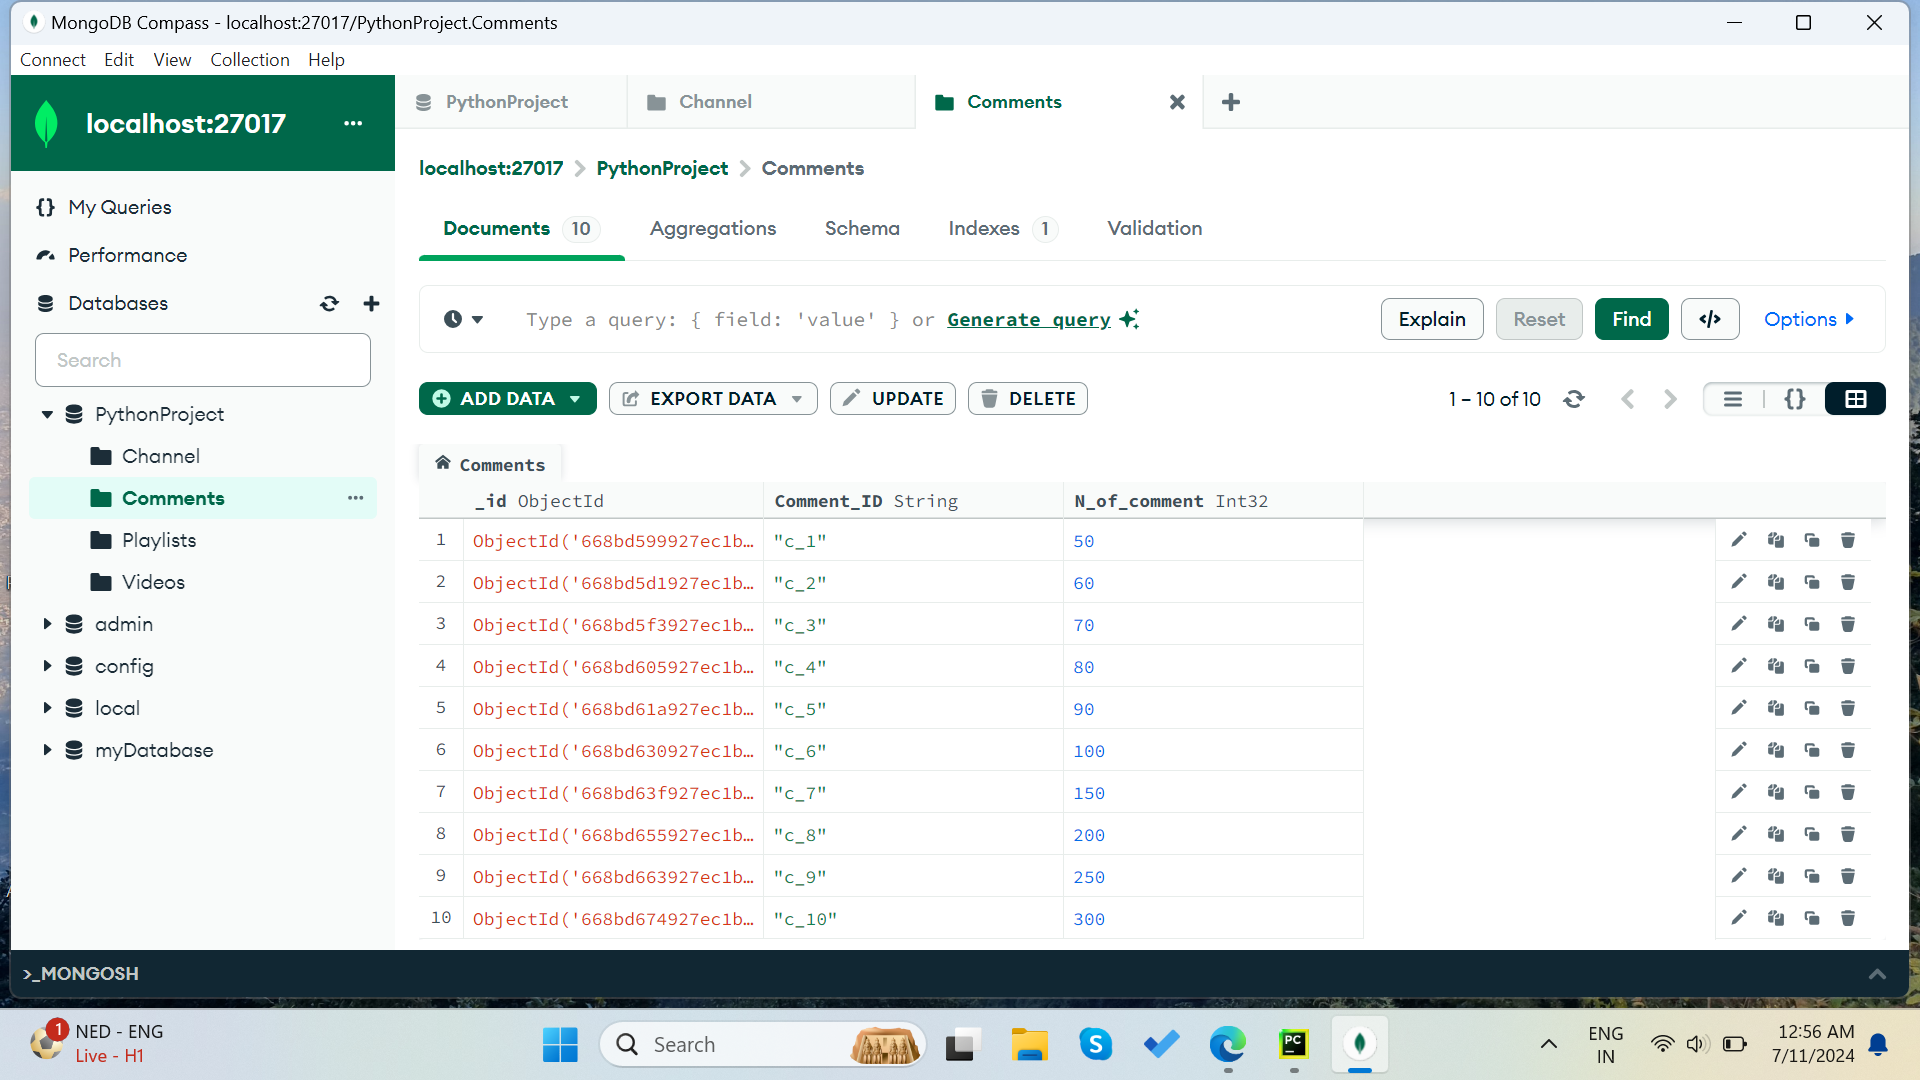 MongoDB Compass - localhost:27017/PythonProject.Comments
Connect Edit View Collection Help
localhost:27017 ...
PythonProject
Channel
Comments
localhost:27017 > PythonProject > Comments
{} My Queries
Performance
Databases
Search
PythonProject
Channel
Comments ...
Playlists
Videos
admin
config
local
myDatabase
Documents 10 Aggregations Schema Indexes 1 Validation
Type a query: { field: 'value' } or Generate query
Explain Reset Find </> Options
ADD DATA EXPORT DATA UPDATE DELETE
1 – 10 of 10 {}
Comments
_id ObjectId Comment_ID String N_of_comment Int32
1 ObjectId('668bd599927ec1b… "c_1" 50
2 ObjectId('668bd5d1927ec1b… "c_2" 60
3 ObjectId('668bd5f3927ec1b… "c_3" 70
4 ObjectId('668bd605927ec1b… "c_4" 80
5 ObjectId('668bd61a927ec1b… "c_5" 90
6 ObjectId('668bd630927ec1b… "c_6" 100
7 ObjectId('668bd63f927ec1b… "c_7" 150
8 ObjectId('668bd655927ec1b… "c_8" 200
9 ObjectId('668bd663927ec1b… "c_9" 250
10 ObjectId('668bd674927ec1b… "c_10" 300
>_MONGOSH
1 NED - ENG
Live - H1
Search
S
PC
ENG
IN
12:56 AM
7/11/2024